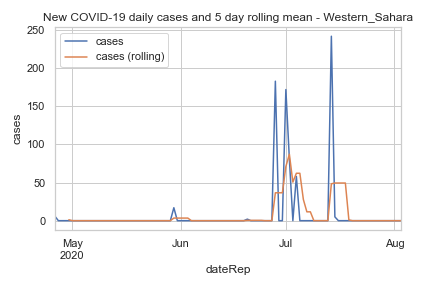 New COVID-19 daily cases and 5 day rolling mean - Western_Sahara
cases
cases (rolling)
250
200
150
100
50
0
cases
May
2020
Jun
Jul
Aug
dateRep